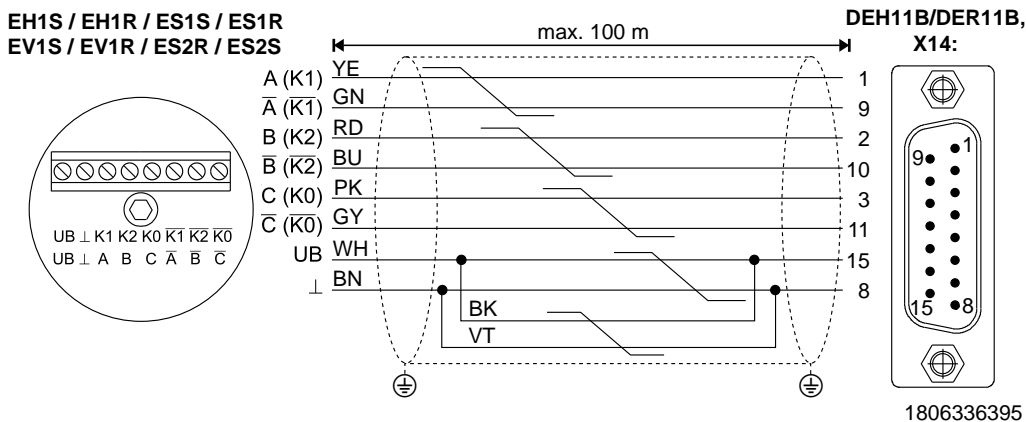 EH1S / EH1R / ES1S / ES1R
EV1S / EV1R / ES2R / ES2S
max. 100 m
DEH11B/DER11B,
X14:
A (K1) YE 1
A̅ (K̅1̅) GN 9
B (K2) RD 2
B̅ (K̅2̅) BU 10
C (K0) PK 3
C̅ (K̅0̅) GY 11
UB WH 15
⊥ BN 8
BK
VT
UB ⊥ K1 K2 K0 K̅1̅ K̅2̅ K̅0̅
UB ⊥ A B C A̅ B̅ C̅
9 1
15 8
1806336395